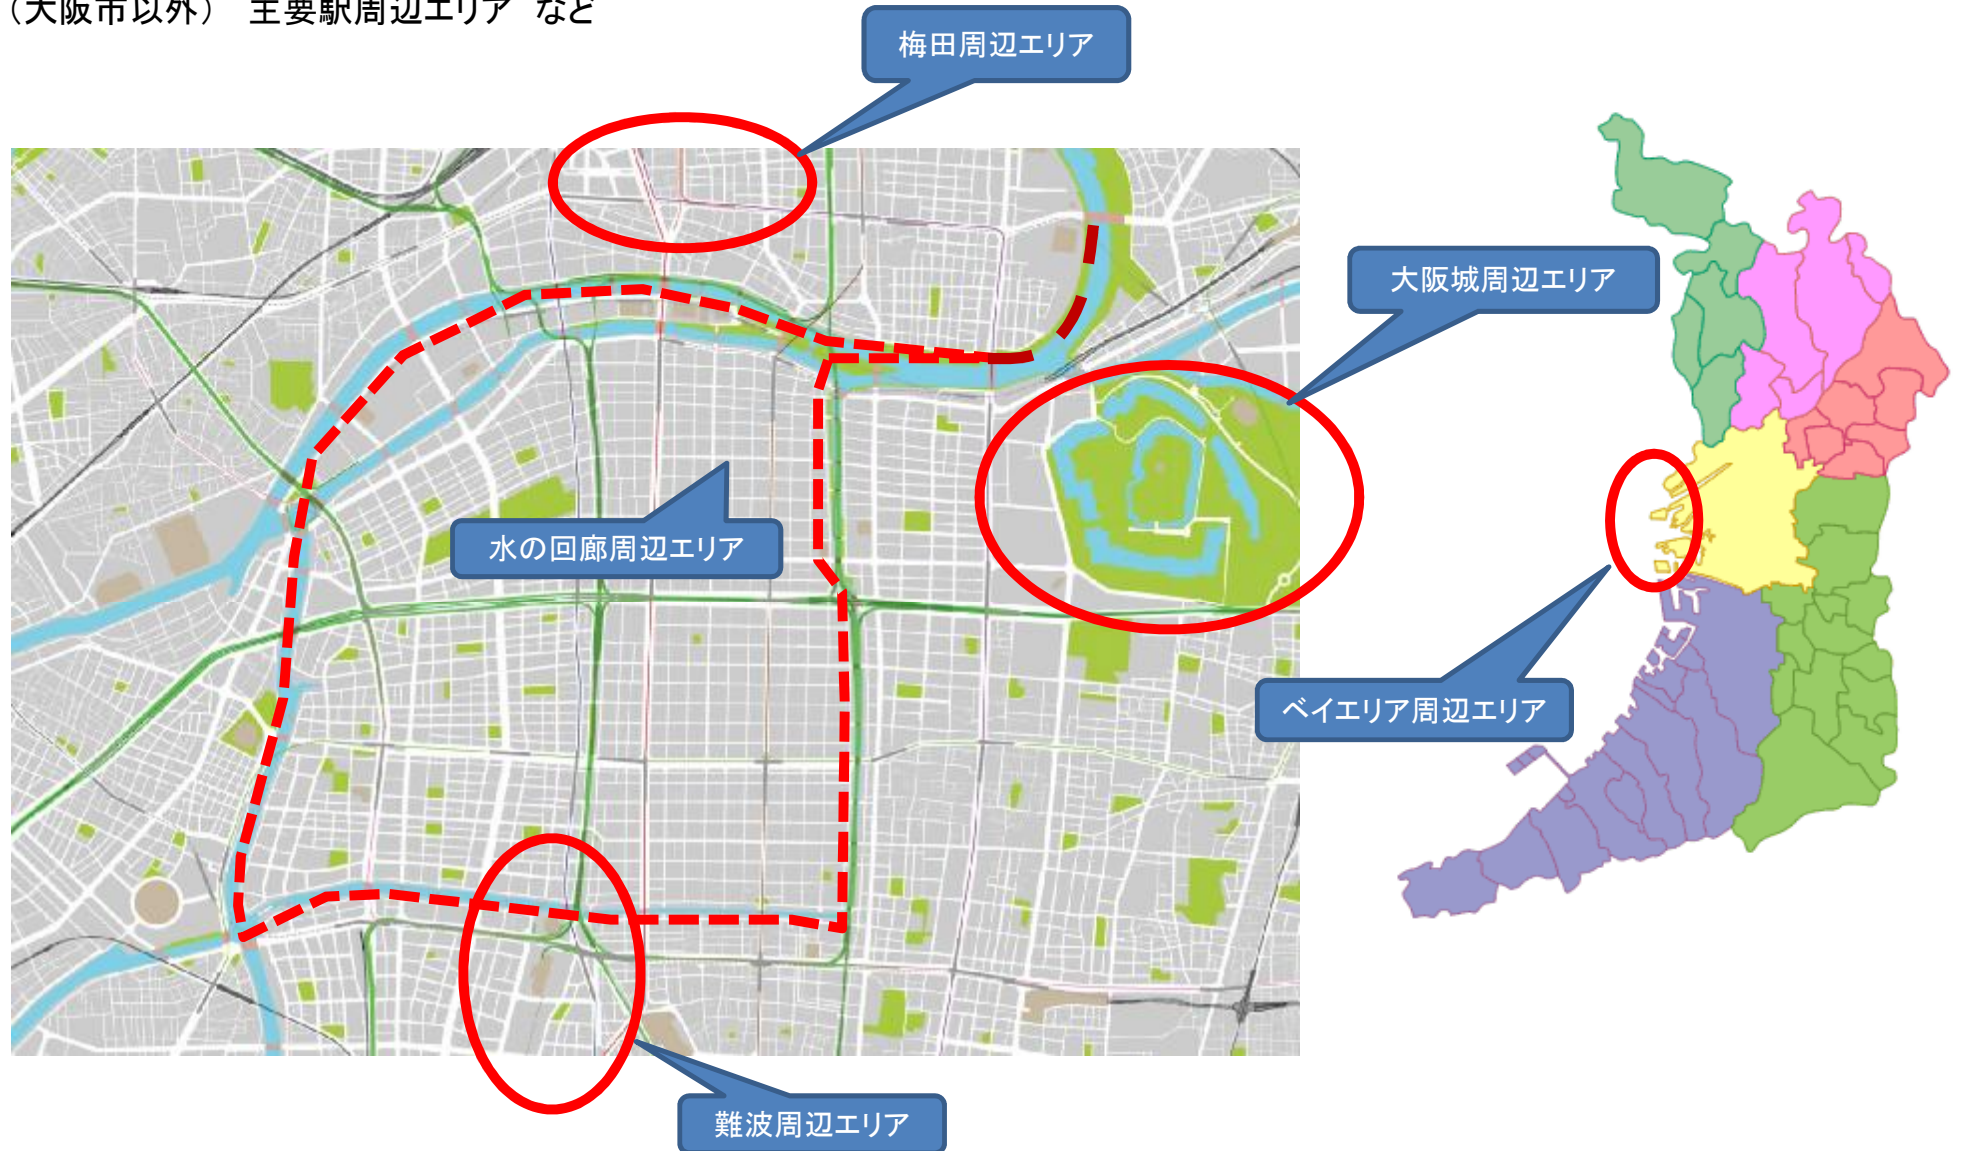 （大阪市以外）　主要駅周辺エリア　など
梅田周辺エリア
大阪城周辺エリア
水の回廊周辺エリア
ベイエリア周辺エリア
難波周辺エリア